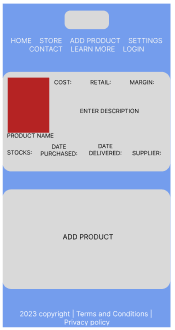 HOME STORE ADD PRODUCT SETTINGS
CONTACT LEARN MORE LOGIN
COST: RETAIL: MARGIN:
ENTER DESCRIPTION
PRODUCT NAME
STOCKS: DATE PURCHASED: DATE DELIVERED: SUPPLIER:
ADD PRODUCT
2023 copyright | Terms and Conditions |
Privacy policy